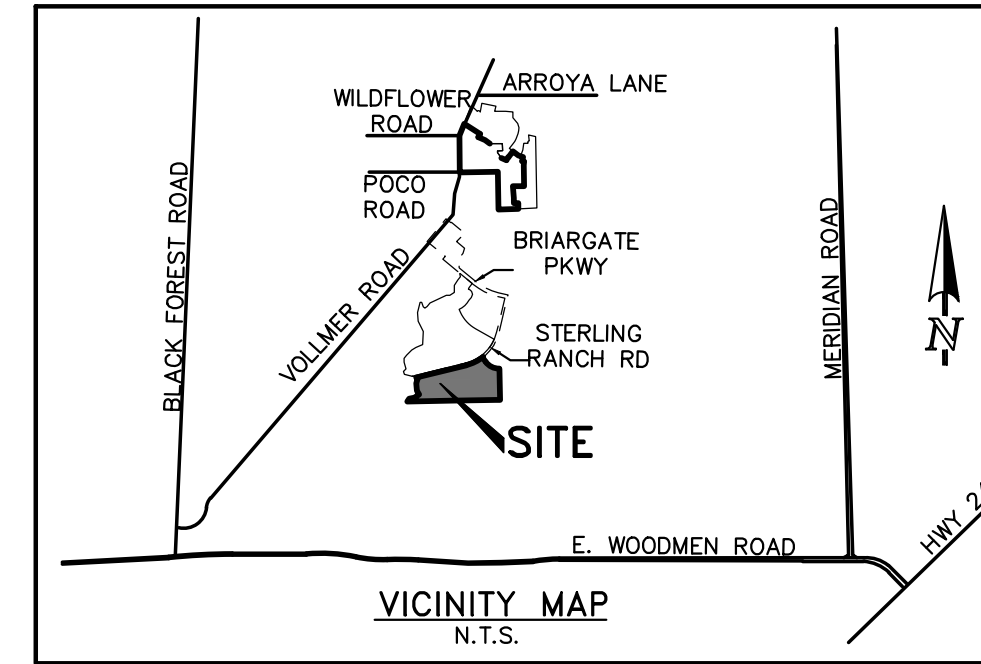 ARROYA LANE
WILDFLOWER
ROAD
POCO
ROAD
BLACK FOREST ROAD
VOLLMER ROAD
BRIARGATE
PKWY
STERLING
RANCH RD
MERIDIAN ROAD
N
SITE
E. WOODMEN ROAD
HWY
VICINITY MAP
N.T.S.